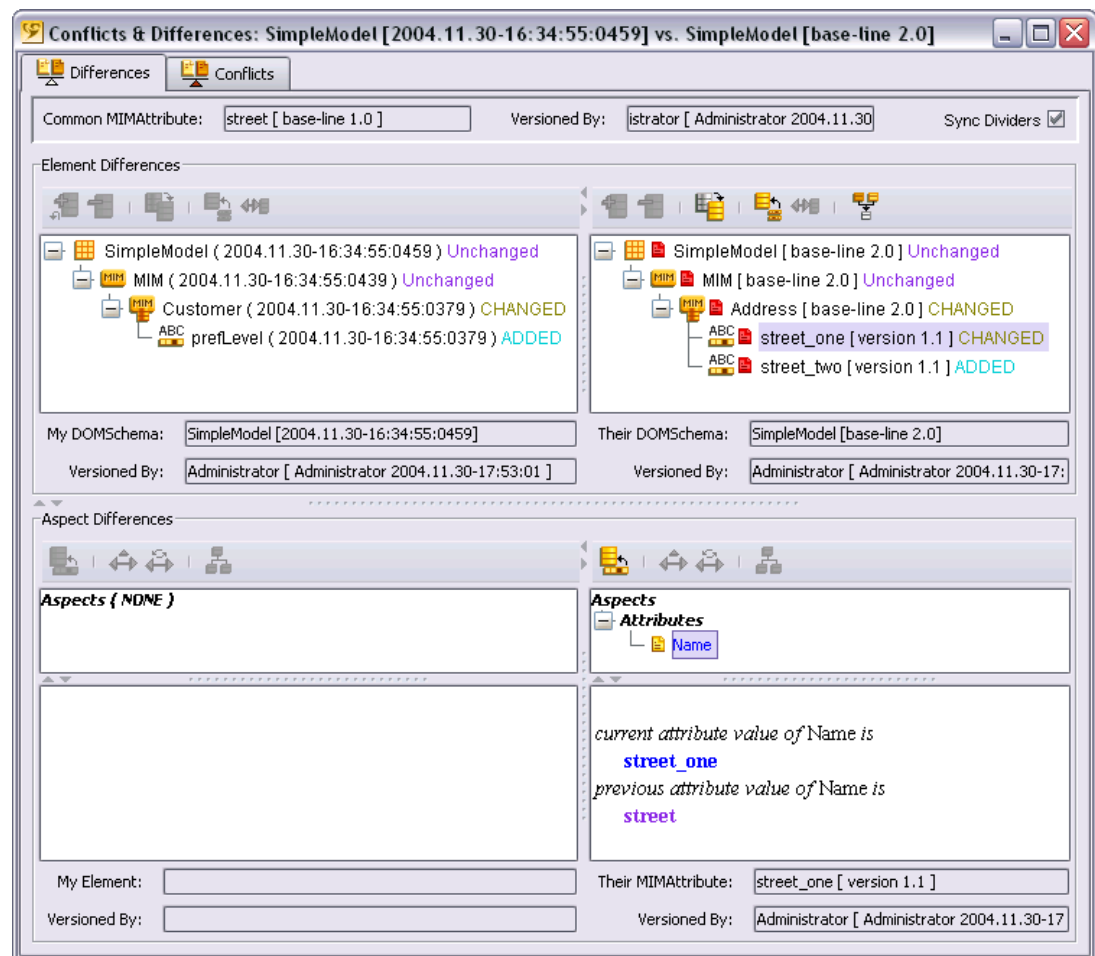 Conflicts & Differences: SimpleModel [2004.11.30-16:34:55:0459] vs. SimpleModel [base-line 2.0]
Differences Conflicts
Common MIMAttribute: street [ base-line 1.0 ] Versioned By: istrator [ Administrator 2004.11.30 Sync Dividers
Element Differences
SimpleModel ( 2004.11.30-16:34:55:0459 ) Unchanged
MIM MIM ( 2004.11.30-16:34:55:0439 ) Unchanged
MIM Customer ( 2004.11.30-16:34:55:0379 ) CHANGED
ABC prefLevel ( 2004.11.30-16:34:55:0379 ) ADDED
SimpleModel [ base-line 2.0 ] Unchanged
MIM MIM [ base-line 2.0 ] Unchanged
MIM Address [ base-line 2.0 ] CHANGED
ABC street_one [ version 1.1 ] CHANGED
ABC street_two [ version 1.1 ] ADDED
My DOMSchema: SimpleModel [2004.11.30-16:34:55:0459]
Versioned By: Administrator [ Administrator 2004.11.30-17:53:01 ]
Their DOMSchema: SimpleModel [base-line 2.0]
Versioned By: Administrator [ Administrator 2004.11.30-17:
Aspect Differences
Aspects { NONE }
Aspects
Attributes
Name
current attribute value of Name is
street_one
previous attribute value of Name is
street
My Element:
Versioned By:
Their MIMAttribute: street_one [ version 1.1 ]
Versioned By: Administrator [ Administrator 2004.11.30-17